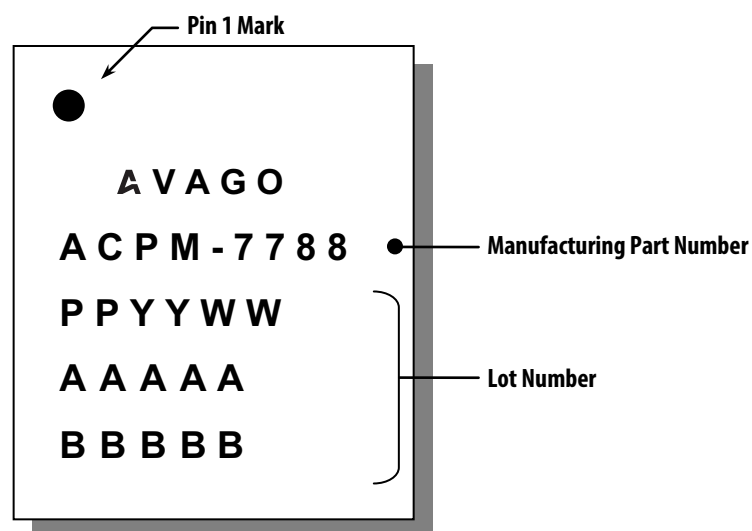 Pin 1 Mark
AVAGO
ACPM-7788
Manufacturing Part Number
PPYYWW
AAAAA
Lot Number
BBBBB